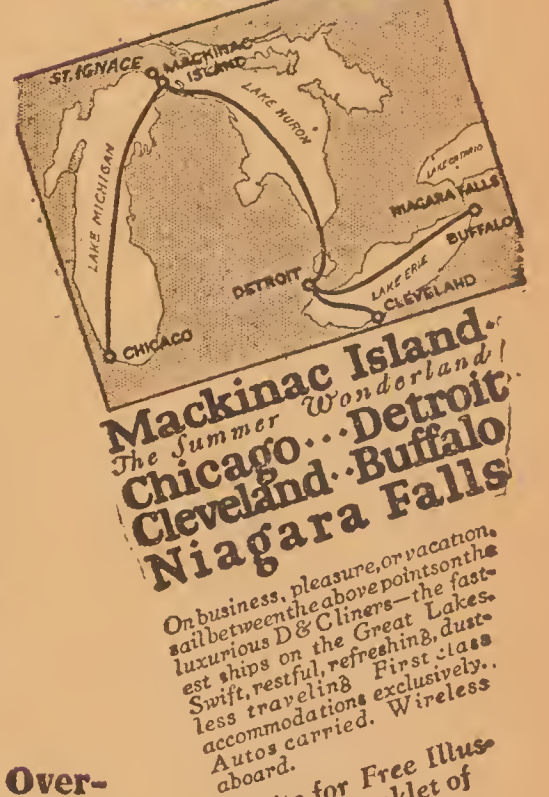 ST. IGNACE
MACKINAC
ISLAND
LAKE HURON
LAKE MICHIGAN
LAKE ONTARIO
NIAGARA FALLS
BUFFALO
DETROIT
LAKE ERIE
CLEVELAND
CHICAGO
Mackinac Island.
The Summer Wonderland!
Chicago...Detroit
Cleveland..Buffalo
Niagara Falls
On business, pleasure, or vacation,
sail between the above points on the
luxurious D & C liners—the fast-
est ships on the Great Lakes.
Swift, restful, refreshing, dust-
less traveling First class
accommodations exclusively..
Autos carried. Wireless
aboard.
for Free Illus-
klet of
Over-